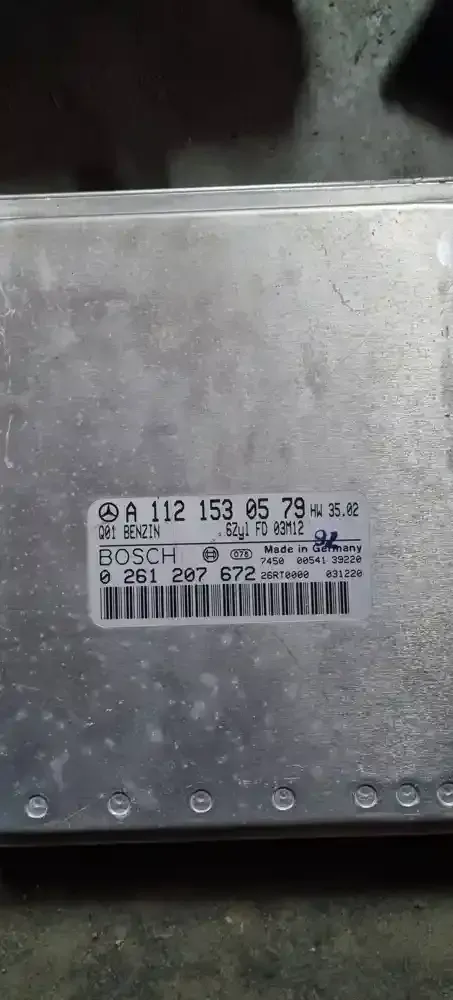 A 112 153 05 79 HW 35.02
Q01 BENZIN .6Zyl FD 03M12
BOSCH 078 Made in Germany
7450 00541 39220
0 261 207 672 26RT0000 031220